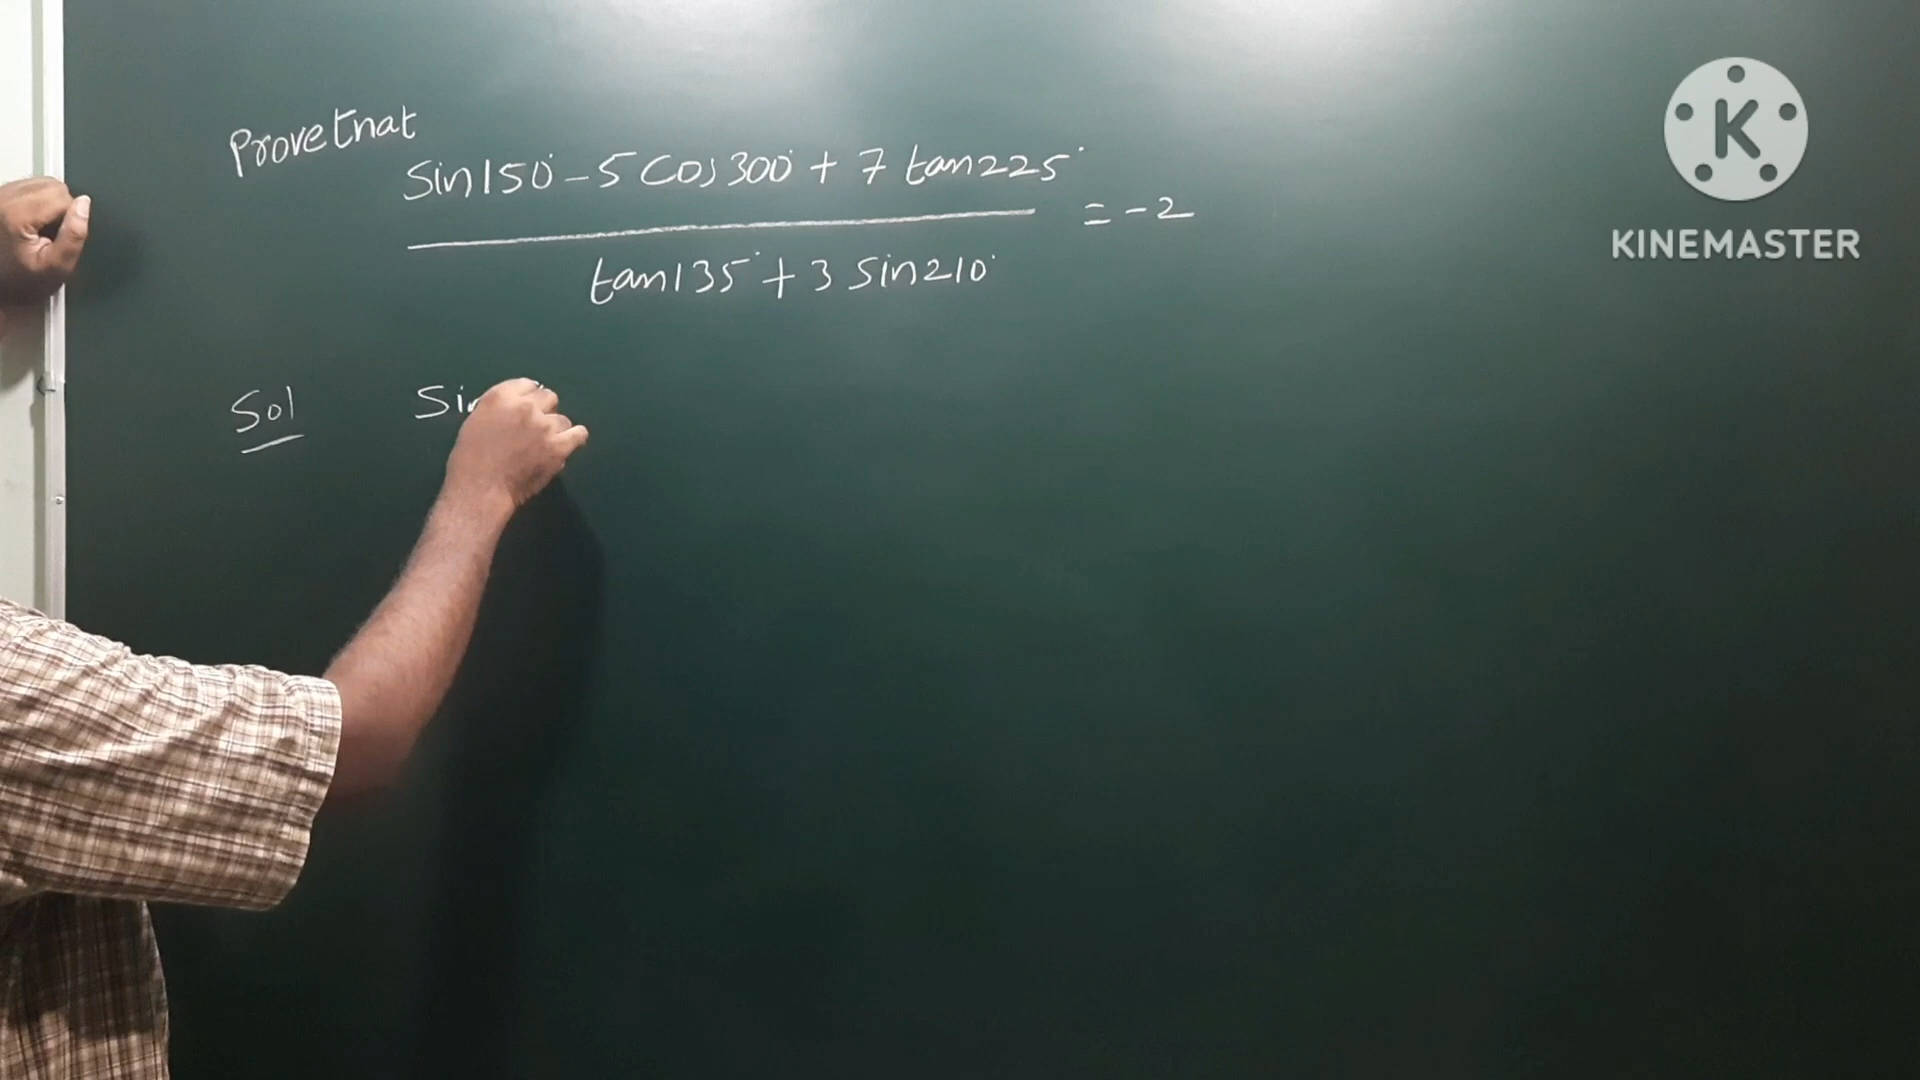 Prove that
Sin150° - 5 Cos300° + 7 tan225°
= -2
tan135° + 3 Sin210°
Sol
Sin
K
KINEMASTER